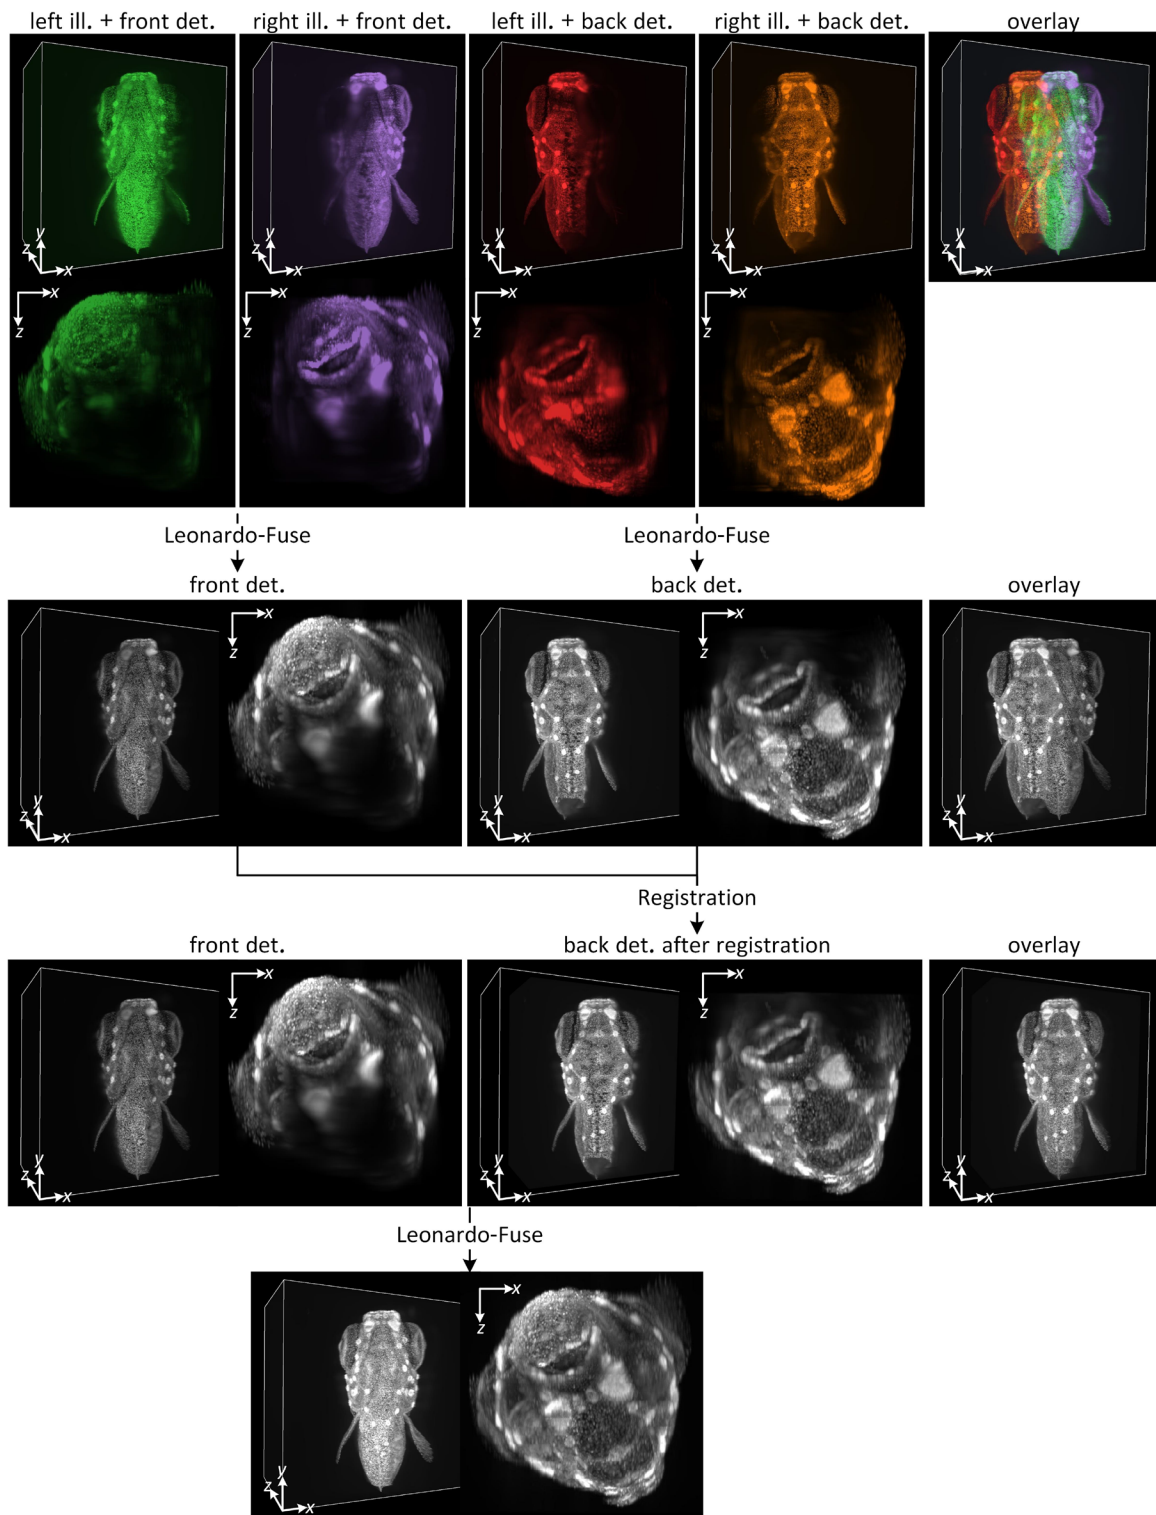 left ill. + front det. right ill. + front det. left ill. + back det. right ill. + back det. overlay
y y y y y
z z z z z
x x x x x
x x x x
z z z z
Leonardo-Fuse Leonardo-Fuse
front det. back det. overlay
x x
z z
y y y
z z z
x x x
Registration
front det. back det. after registration overlay
x x
z z
y y y
z z z
x x x
Leonardo-Fuse
x
z
y
z
x